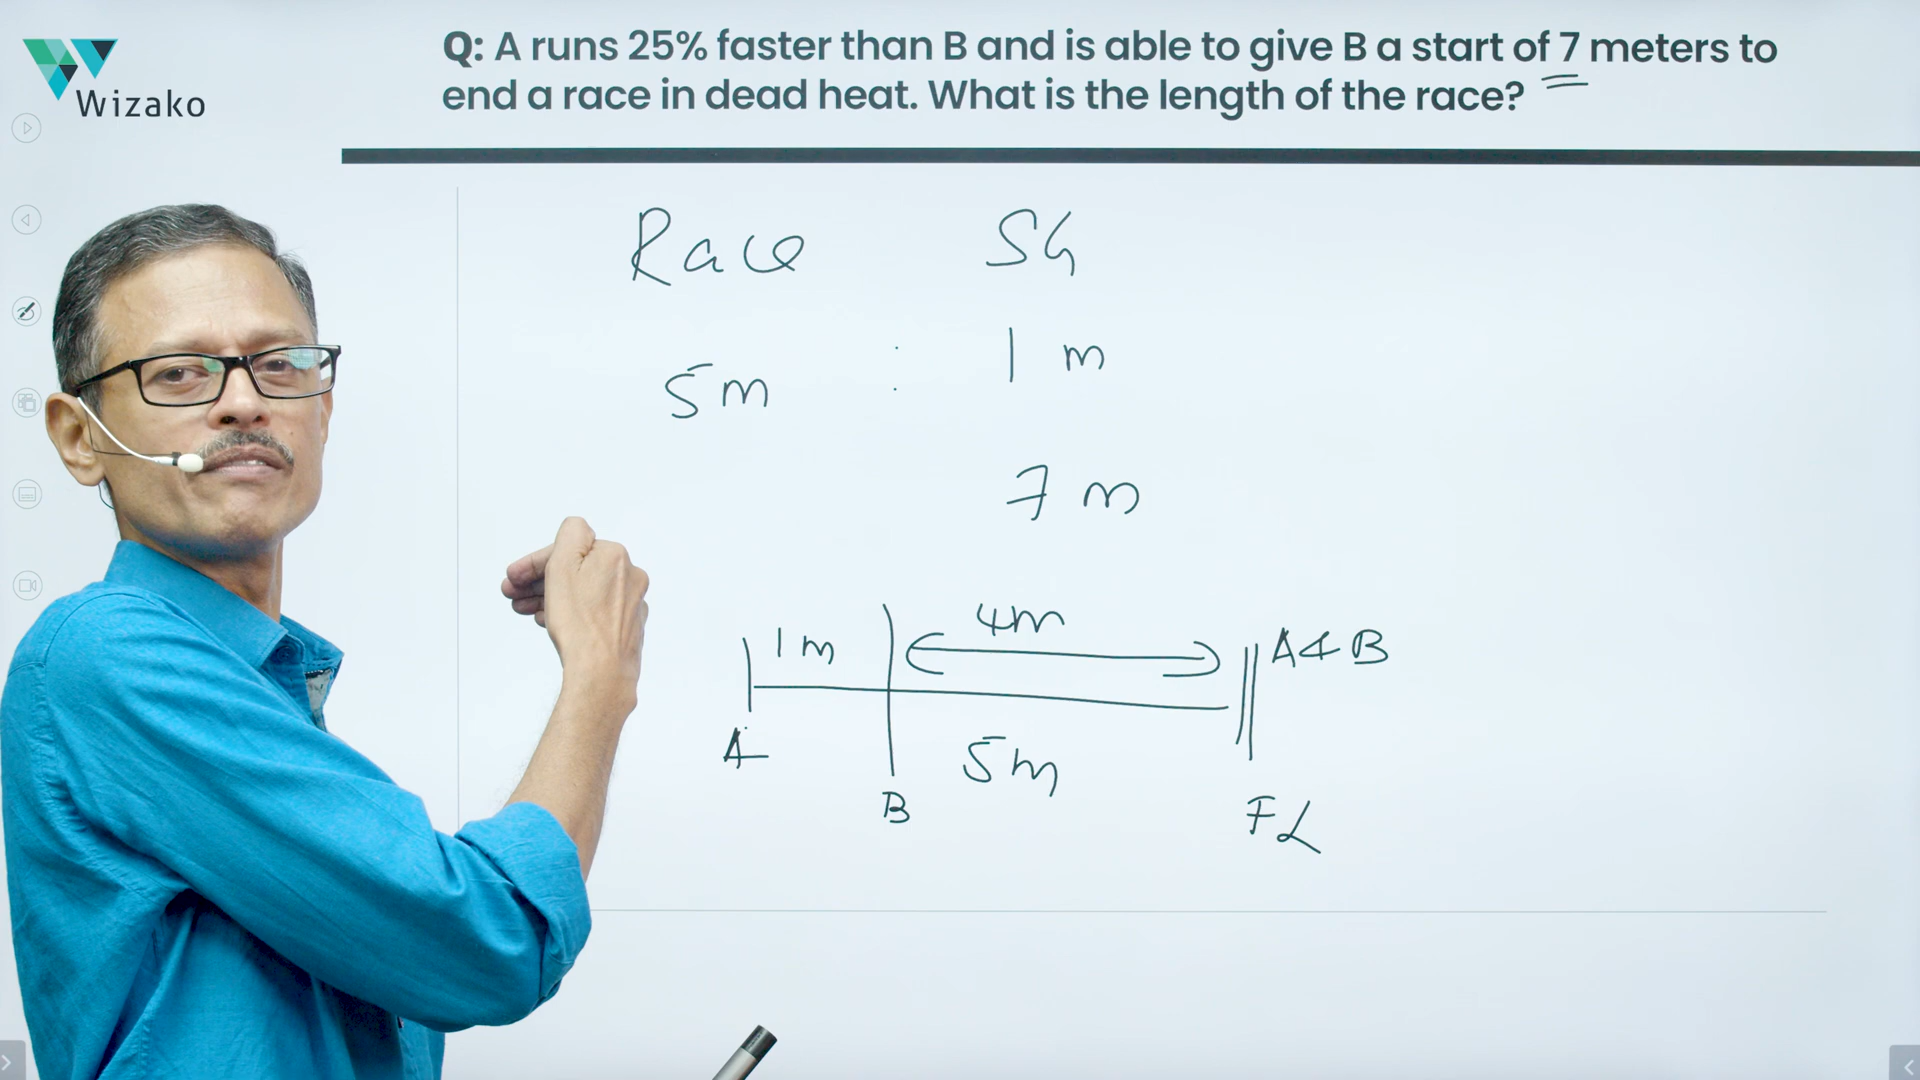 Wizako
Q: A runs 25% faster than B and is able to give B a start of 7 meters to
end a race in dead heat. What is the length of the race?
Race SH
5m : 1 m
7 m
1m 4m A & B
A B 5m FL